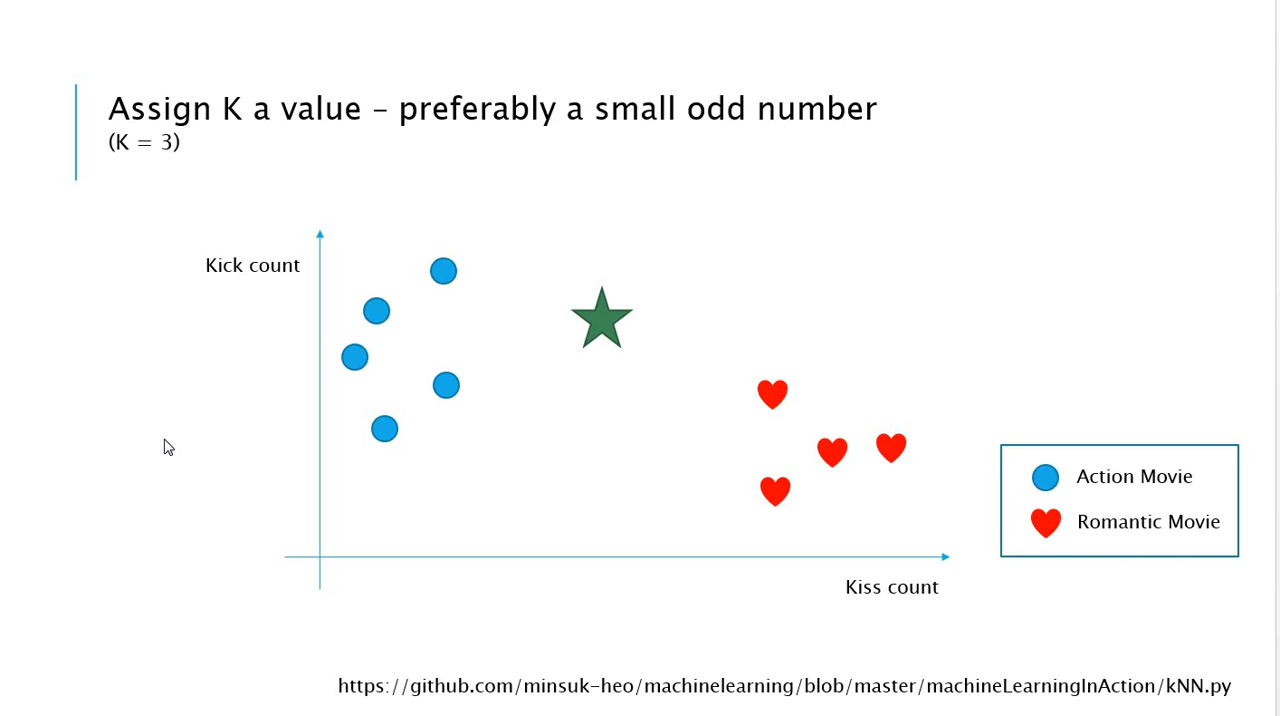 Assign K a value – preferably a small odd number
(K = 3)
Kick count
Action Movie
Romantic Movie
Kiss count
https://github.com/minsuk-heo/machinelearning/blob/master/machineLearningInAction/kNN.py